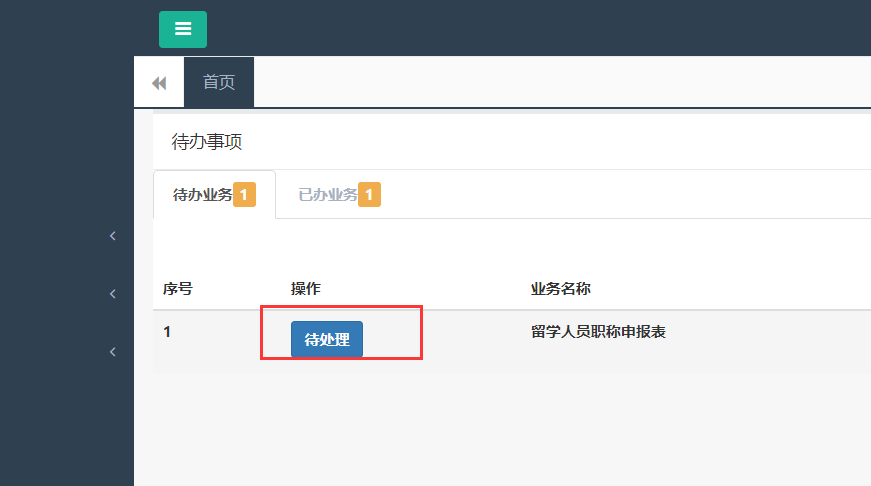 首页
待办事项
待办业务 1 已办业务 1
序号 操作 业务名称
1 待处理 留学人员职称申报表